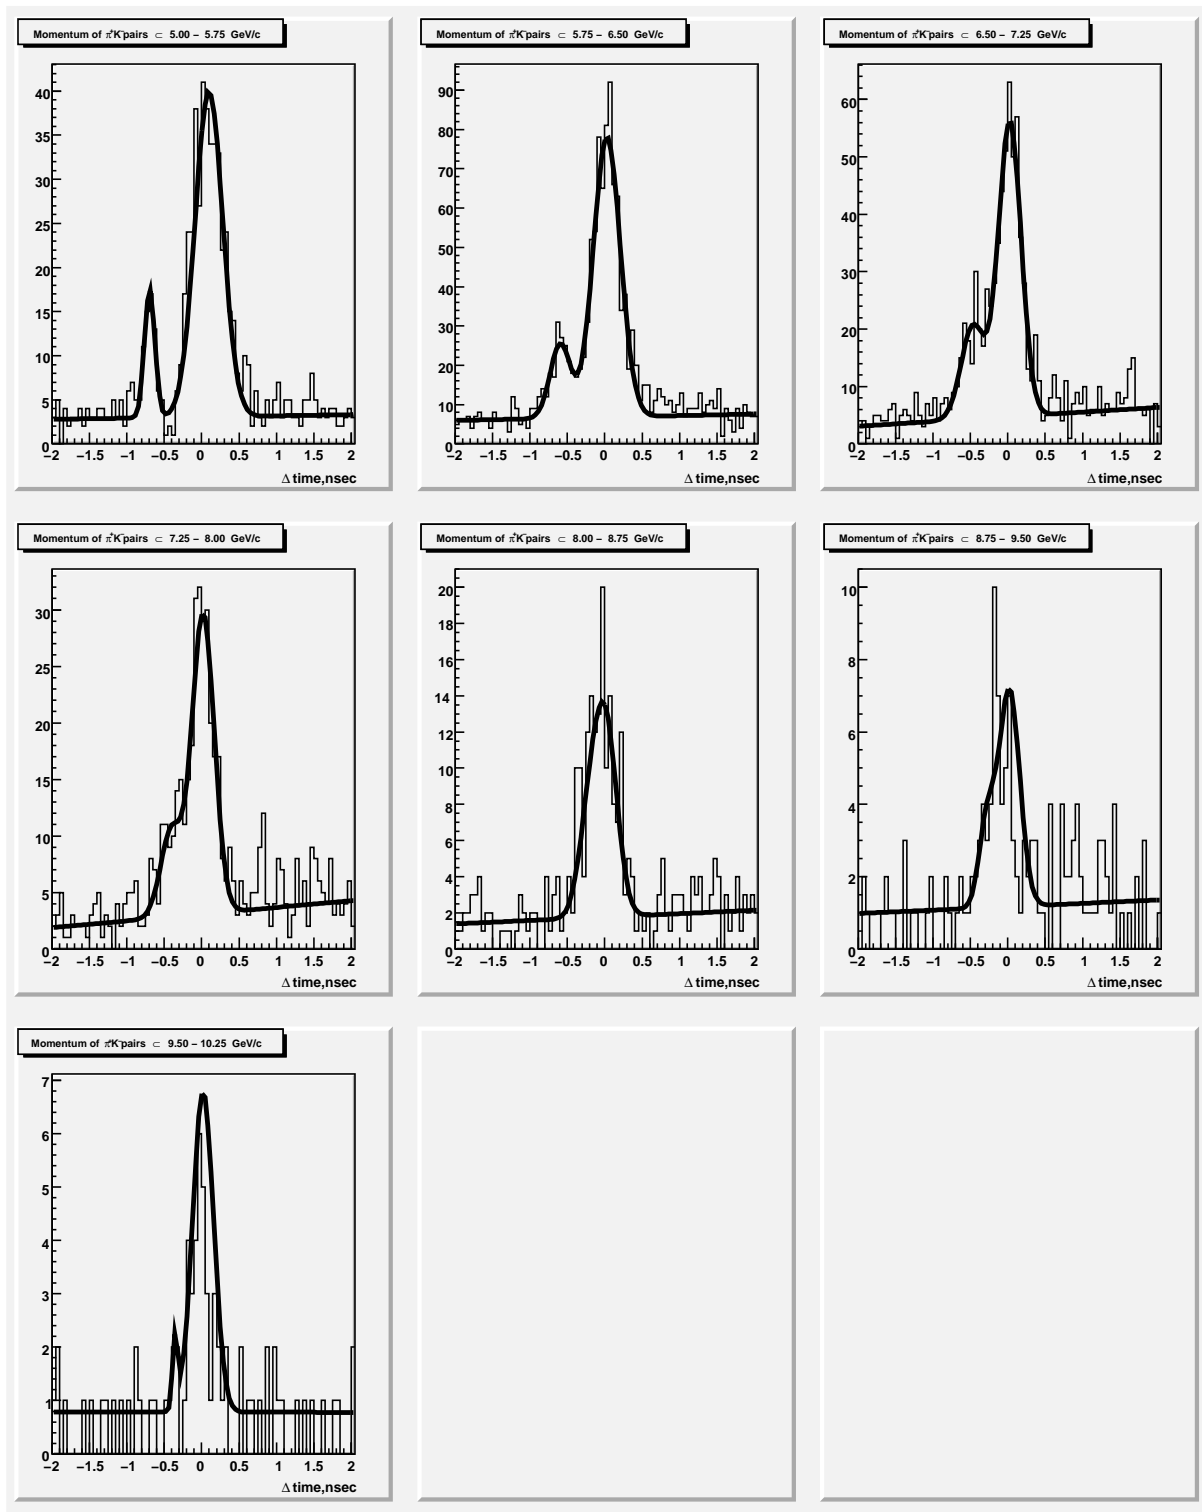 Momentum of π⁺K⁻pairs ⊂ 5.00 – 5.75 GeV/c
40
35
30
25
20
15
10
5
0
–2 –1.5 –1 –0.5 0 0.5 1 1.5 2
Δ time,nsec
Momentum of π⁺K⁻pairs ⊂ 5.75 – 6.50 GeV/c
90
80
70
60
50
40
30
20
10
0
–2 –1.5 –1 –0.5 0 0.5 1 1.5 2
Δ time,nsec
Momentum of π⁺K⁻pairs ⊂ 6.50 – 7.25 GeV/c
60
50
40
30
20
10
0
–2 –1.5 –1 –0.5 0 0.5 1 1.5 2
Δ time,nsec
Momentum of π⁺K⁻pairs ⊂ 7.25 – 8.00 GeV/c
30
25
20
15
10
5
0
–2 –1.5 –1 –0.5 0 0.5 1 1.5 2
Δ time,nsec
Momentum of π⁺K⁻pairs ⊂ 8.00 – 8.75 GeV/c
20
18
16
14
12
10
8
6
4
2
0
–2 –1.5 –1 –0.5 0 0.5 1 1.5 2
Δ time,nsec
Momentum of π⁺K⁻pairs ⊂ 8.75 – 9.50 GeV/c
10
8
6
4
2
0
–2 –1.5 –1 –0.5 0 0.5 1 1.5 2
Δ time,nsec
Momentum of π⁺K⁻pairs ⊂ 9.50 – 10.25 GeV/c
7
6
5
4
3
2
1
0
–2 –1.5 –1 –0.5 0 0.5 1 1.5 2
Δ time,nsec